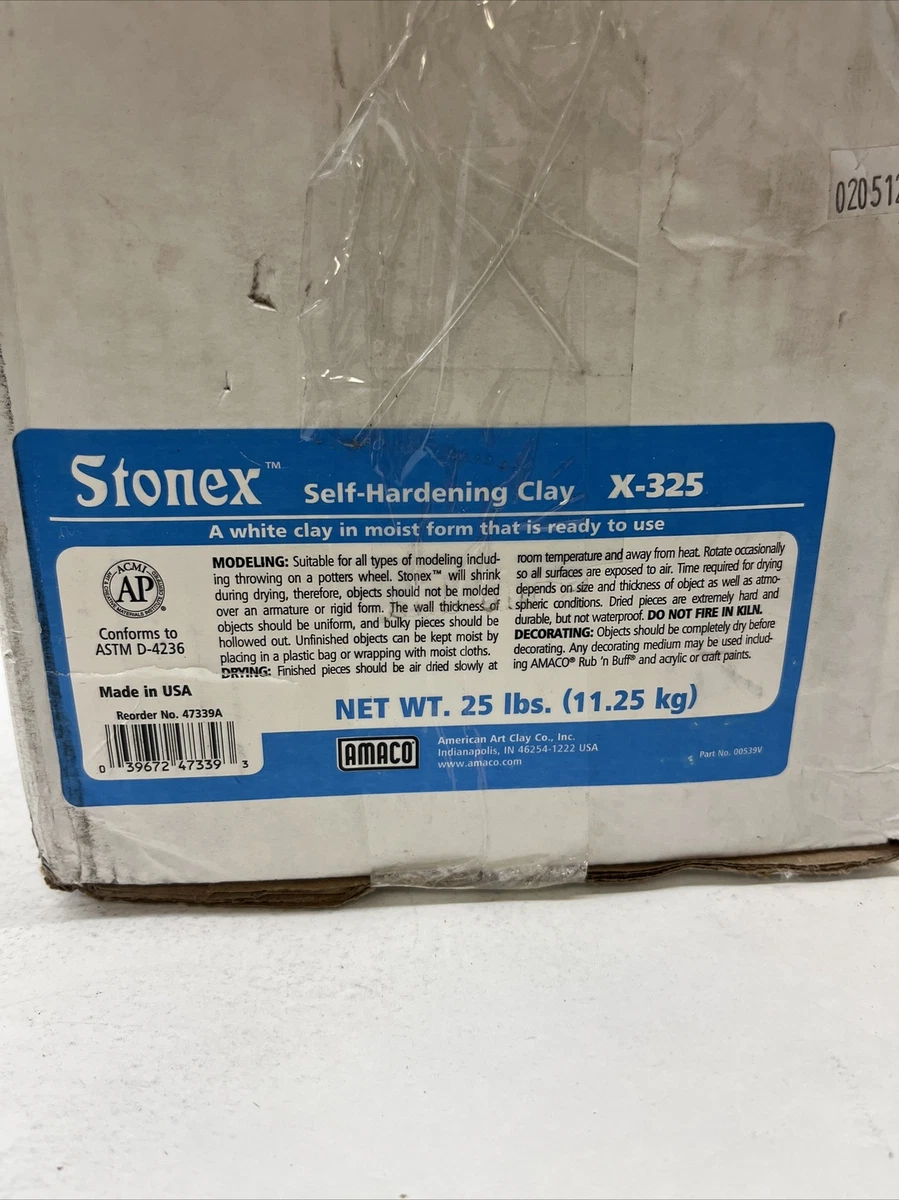 020512
Stonex™ Self-Hardening Clay X-325
A white clay in moist form that is ready to use
ACMI
AP
®
Conforms to
ASTM D-4236
MODELING: Suitable for all types of modeling includ-
ing throwing on a potters wheel. Stonex™ will shrink
during drying, therefore, objects should not be molded
over an armature or rigid form. The wall thickness of
objects should be uniform, and bulky pieces should be
hollowed out. Unfinished objects can be kept moist by
placing in a plastic bag or wrapping with moist cloths.
DRYING: Finished pieces should be air dried slowly at
room temperature and away from heat. Rotate occasionally
so all surfaces are exposed to air. Time required for drying
depends on size and thickness of object as well as atmo-
spheric conditions. Dried pieces are extremely hard and
durable, but not waterproof. DO NOT FIRE IN KILN.
DECORATING: Objects should be completely dry before
decorating. Any decorating medium may be used includ-
ing AMACO® Rub 'n Buff® and acrylic or craft paints.
Made in USA
Reorder No. 47339A
0 39672 47339 3
NET WT. 25 lbs. (11.25 kg)
AMACO
American Art Clay Co., Inc.
Indianapolis, IN 46254-1222 USA
www.amaco.com
Part No. 00539V